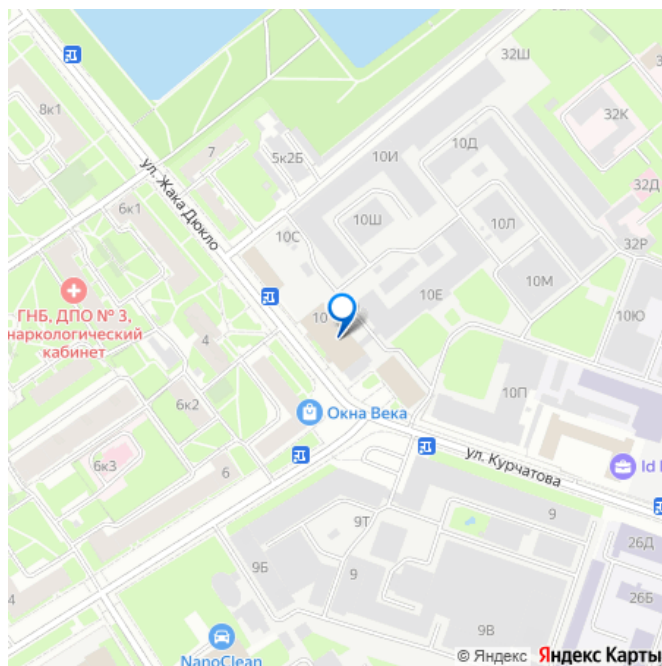 32Ш
8к1
32К
7
10Д
10И
5к2Б
32Д
ул. Жака Дюкло
6к1
10Ш
10Л
10С
32Р
10М
ГНБ, ДПО № 3,
наркологический
кабинет
10Е
10
10Ю
4
10П
6к2
Окна Века
ул. Курчатова
6к3
6
Id
9
9Т
26Д
9Б
9
26Б
4
9В
NanoClean
© Яндекс Яндекс Карты